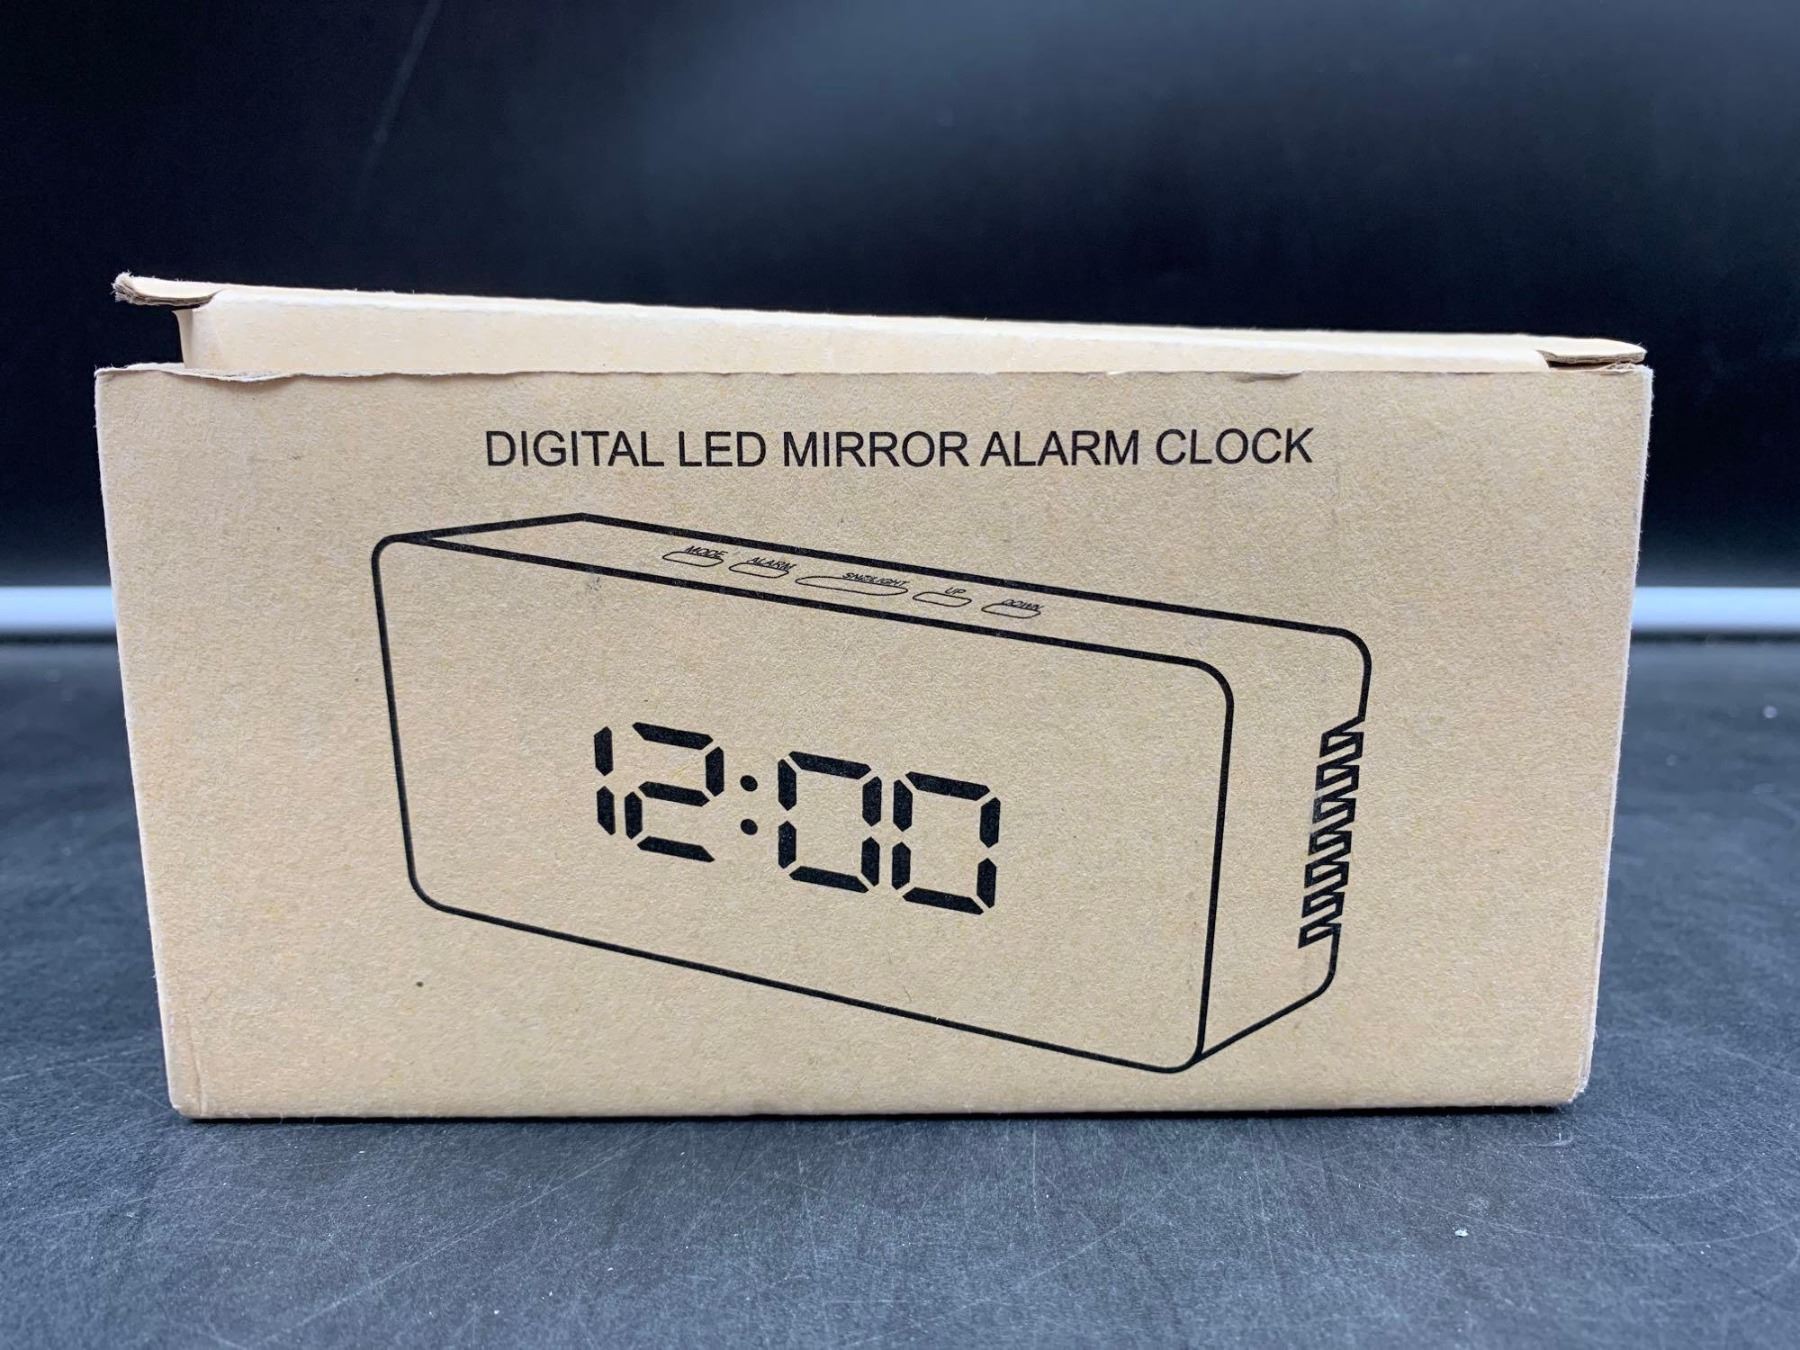 DIGITAL LED MIRROR ALARM CLOCK
MODE ALARM SNZ/LIGHT UP DOWN
12:00